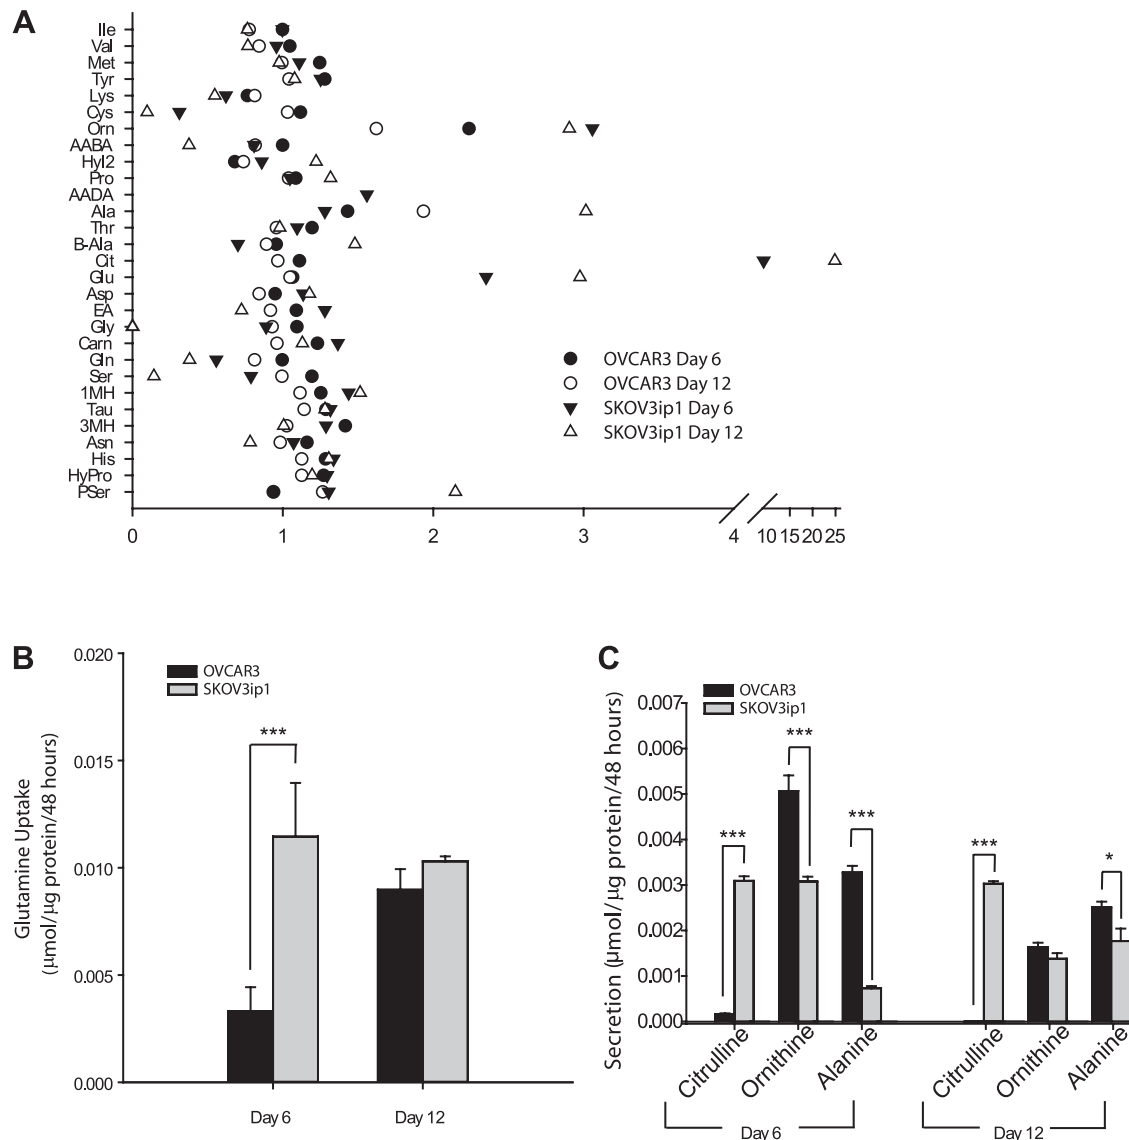 A
Ile
Val
Met
Tyr
Lys
Cys
Orn
AABA
Hyl2
Pro
AADA
Ala
Thr
B-Ala
Cit
Glu
Asp
EA
Gly
Carn
Gln
Ser
1MH
Tau
3MH
Asn
His
HyPro
PSer
OVCAR3 Day 6
OVCAR3 Day 12
SKOV3ip1 Day 6
SKOV3ip1 Day 12
0 1 2 3 4 10 15 20 25
B
Glutamine Uptake
(μmol/μg protein/48 hours)
0.020
0.015
0.010
0.005
0.000
OVCAR3
SKOV3ip1
***
Day 6 Day 12
C
Secretion (μmol/μg protein/48 hours)
0.007
0.006
0.005
0.004
0.003
0.002
0.001
0.000
OVCAR3
SKOV3ip1
***
***
***
***
*
Citrulline Ornithine Alanine Citrulline Ornithine Alanine
Day 6 Day 12